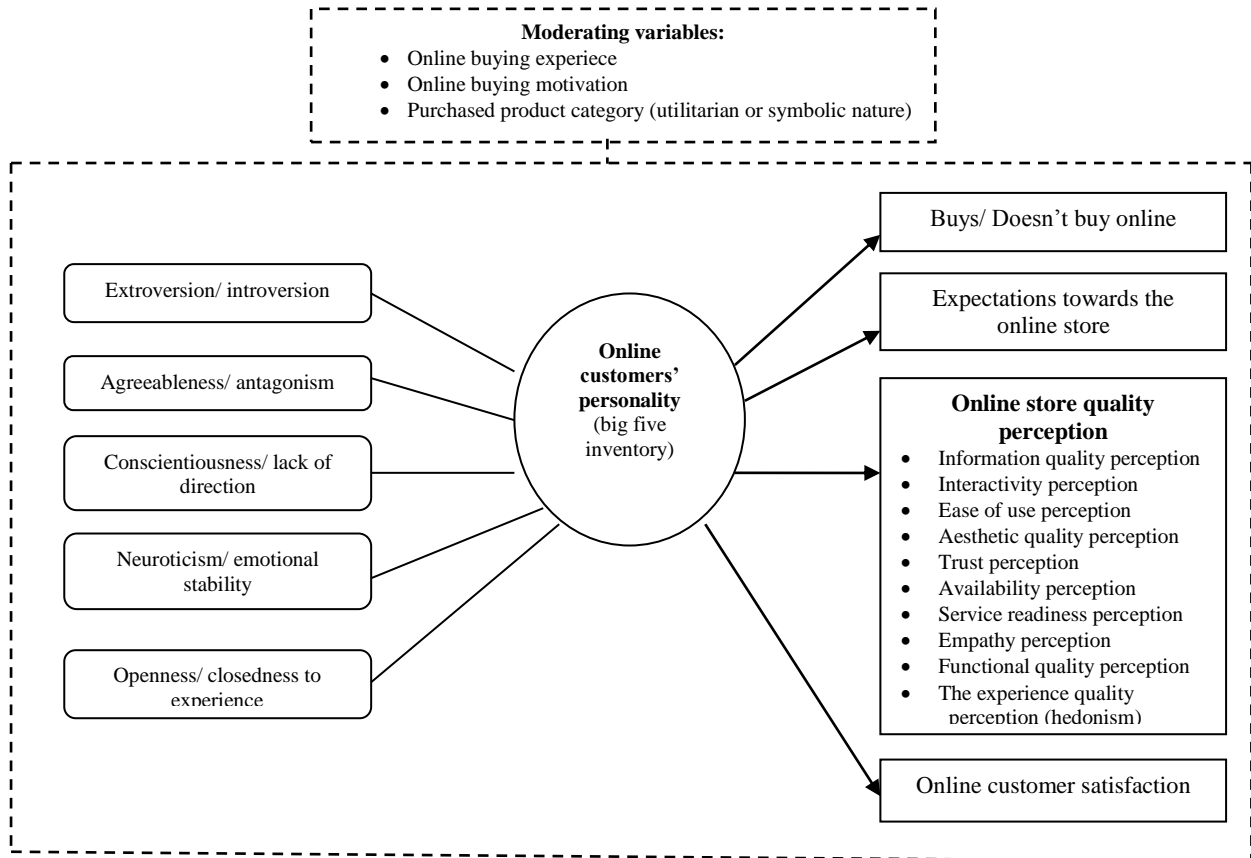 Moderating variables:
• Online buying experiece
• Online buying motivation
• Purchased product category (utilitarian or symbolic nature)
Extroversion/ introversion
Agreeableness/ antagonism
Conscientiousness/ lack of
direction
Neuroticism/ emotional
stability
Openness/ closedness to
experience
Online
customers’
personality
(big five
inventory)
Buys/ Doesn’t buy online
Expectations towards the
online store
Online store quality
perception
• Information quality perception
• Interactivity perception
• Ease of use perception
• Aesthetic quality perception
• Trust perception
• Availability perception
• Service readiness perception
• Empathy perception
• Functional quality perception
• The experience quality
perception (hedonism)
Online customer satisfaction